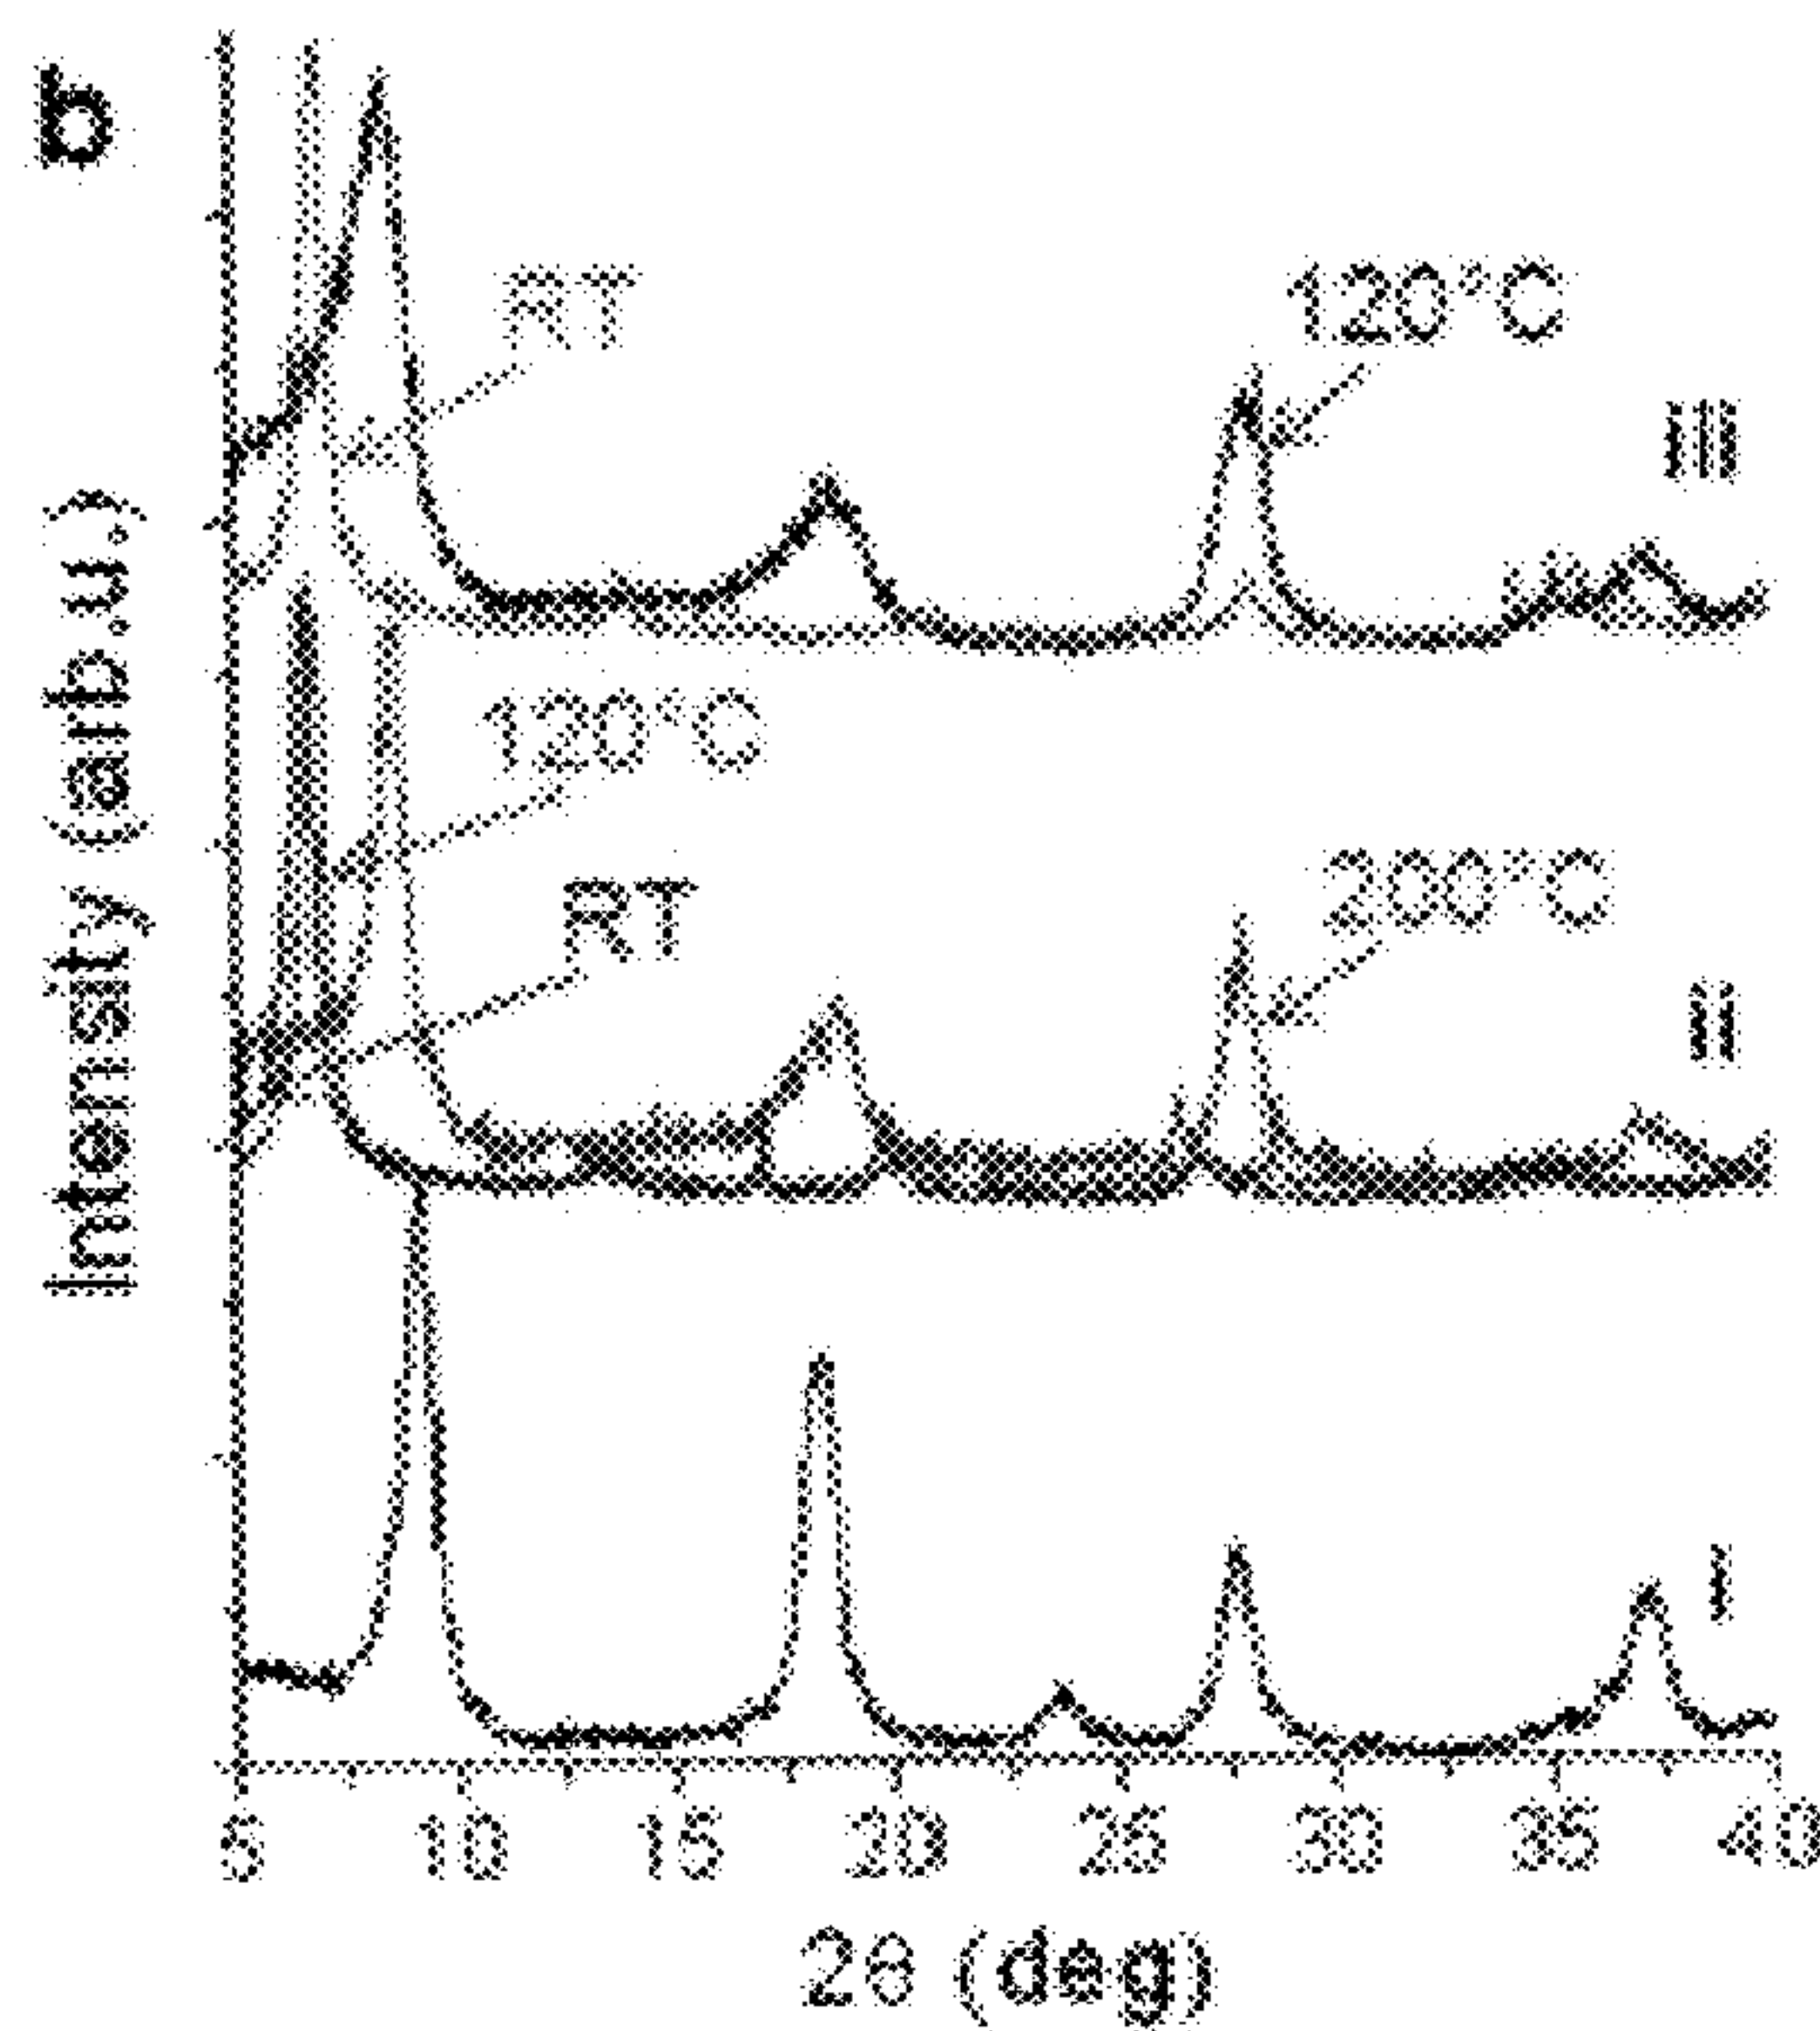 b
Intensity (arb.u.)
RT
120°C
III
120°C
RT
200°C
II
I
5 10 15 20 25 30 35 40
2θ (deg)